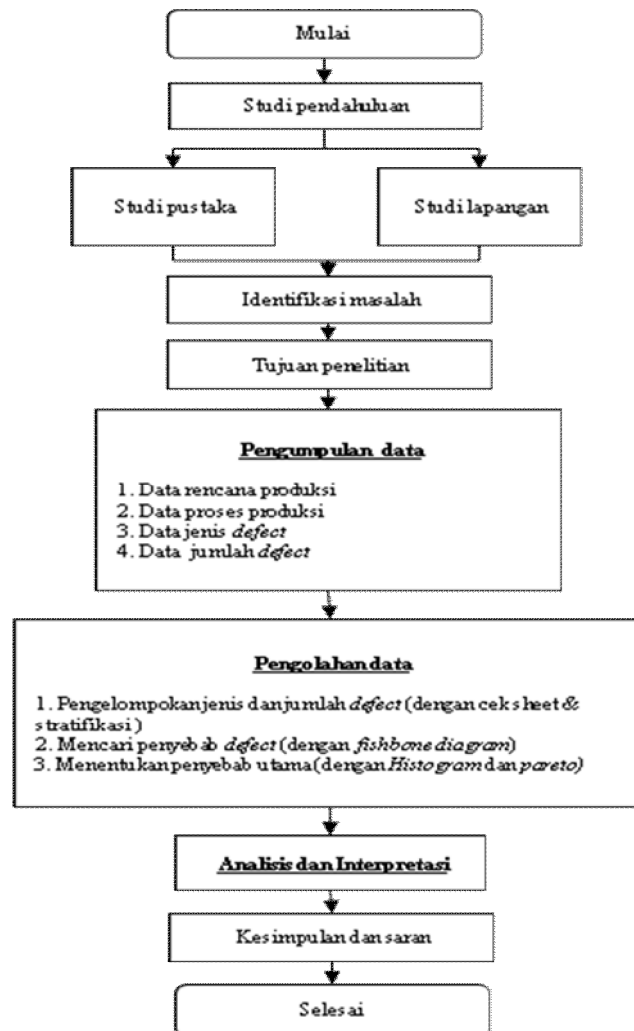 Mulai
Studi pendahuluan
Studi pustaka
Studi lapangan
Identifikasi masalah
Tujuan penelitian
Pengumpulan data
1. Data rencana produksi
2. Data proses produksi
3. Data jenis defect
4. Data jumlah defect
Pengolahan data
1. Pengelompokan jenis dan jumlah defect (dengan cek sheet &
stratifikasi)
2. Mencari penyebab defect (dengan fishbone diagram)
3. Menentukan penyebab utama (dengan Histogram dan pareto)
Analisis dan Interpretasi
Kesimpulan dan saran
Selesai